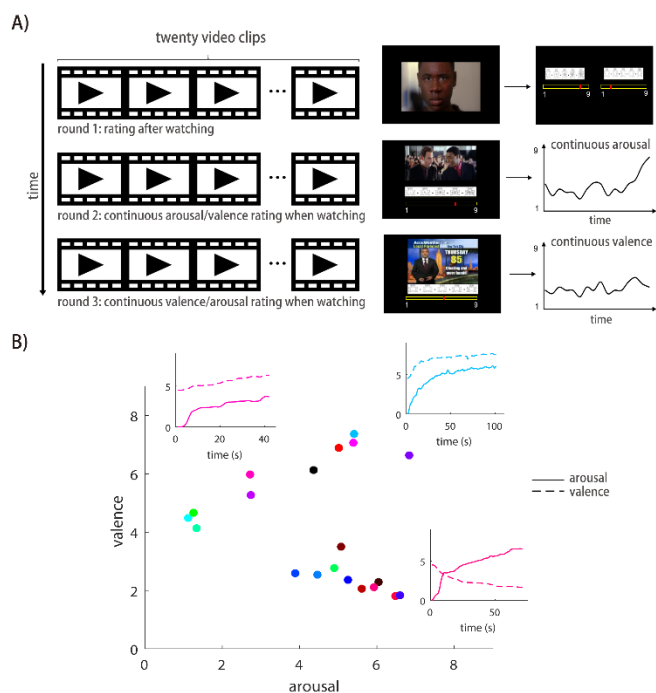 A)
twenty video clips
time
...
round 1: rating after watching
1 9 1 9
...
round 2: continuous arousal/valence rating when watching
1 9
continuous arousal
9
1
time
...
round 3: continuous valence/arousal rating when watching
THURSDAY
85
continuous valence
9
1
time
B)
valence
8
6
4
2
0
0 2 4 6 8
arousal
5
0
0 20 40
time (s)
5
0
0 50 100
time (s)
arousal
valence
5
0
0 50
time (s)